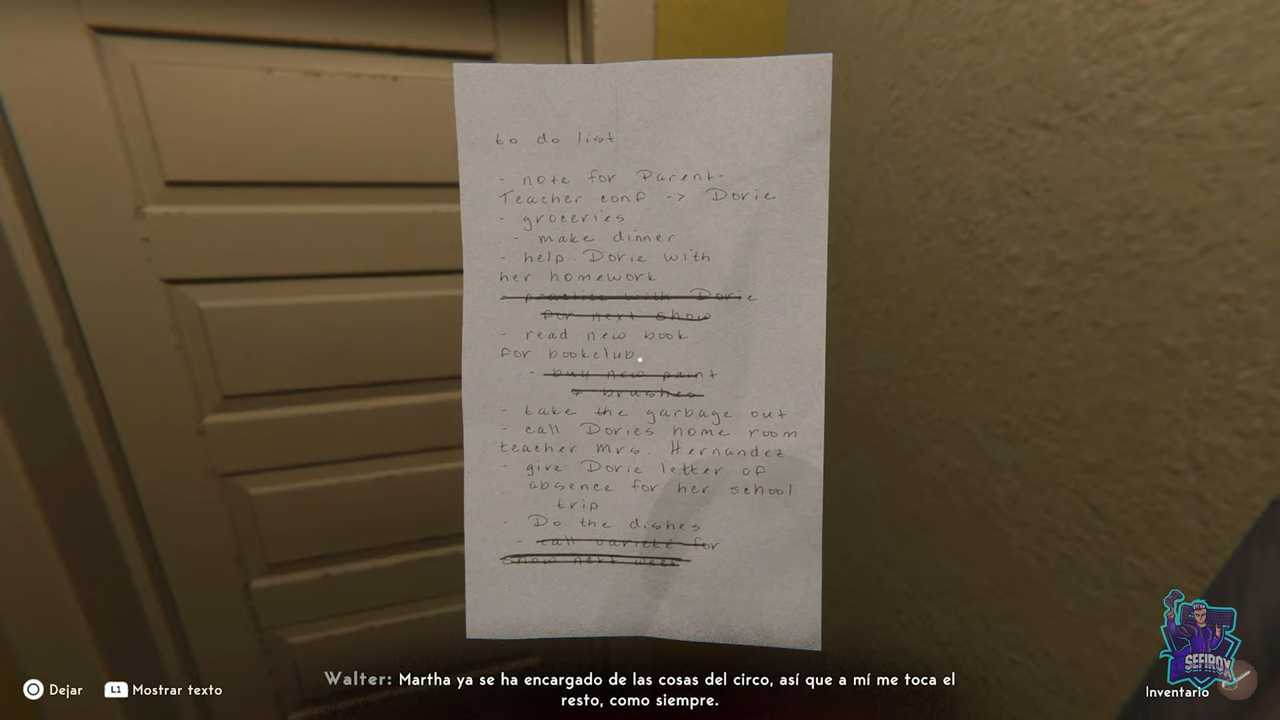 to do list
- note for Parent-
Teacher conf -> Dorie
- groceries
- make dinner
- help Dorie with
her homework
- practice with Dorie
for next show
- read new book
for bookclub
- buy new paint
& brushes
- take the garbage out
- call Dories home room
teacher Mrs. Hernandez
- give Dorie letter of
absence for her school
trip
- Do the dishes
- call varieté for
show next week
Walter: Martha ya se ha encargado de las cosas del circo, así que a mí me toca el
resto, como siempre.
Dejar
L1 Mostrar texto
SEFIROX
Inventario